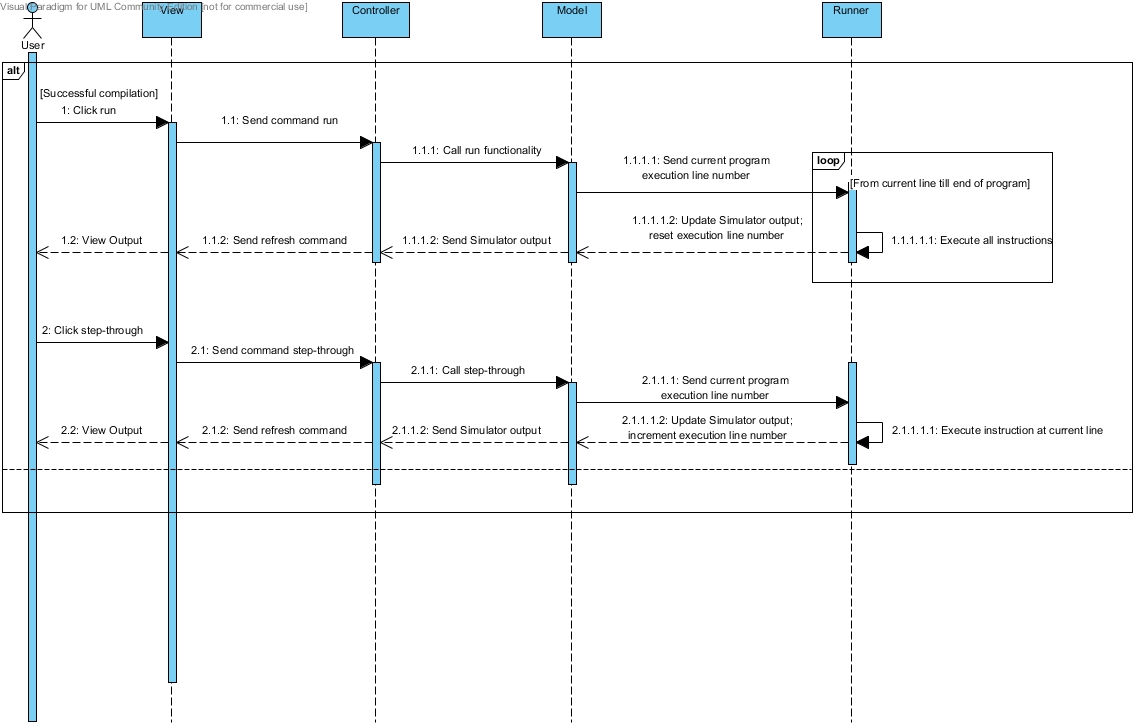 Visual Paradigm for UML Community Edition [not for commercial use]
View
Controller
Model
Runner
User
alt
[Successful compilation]
1: Click run
1.1: Send command run
1.1.1: Call run functionality
1.1.1.1: Send current program
execution line number
loop
[From current line till end of program]
1.1.1.1.2: Update Simulator output;
reset execution line number
1.2: View Output
1.1.2: Send refresh command
1.1.1.2: Send Simulator output
1.1.1.1.1: Execute all instructions
2: Click step-through
2.1: Send command step-through
2.1.1: Call step-through
2.1.1.1: Send current program
execution line number
2.1.1.1.2: Update Simulator output;
increment execution line number
2.2: View Output
2.1.2: Send refresh command
2.1.1.2: Send Simulator output
2.1.1.1.1: Execute instruction at current line